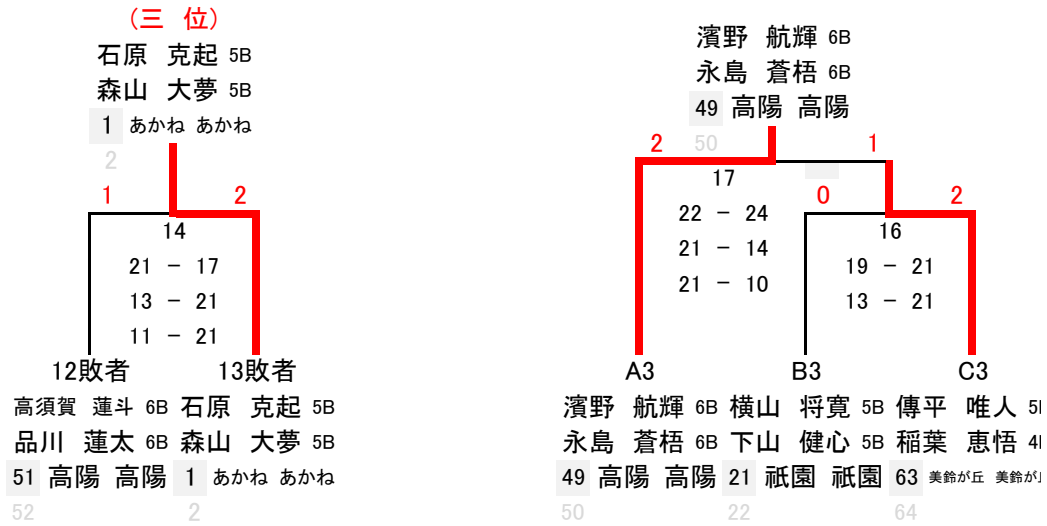 (三 位)
石原 克起 5B
森山 大夢 5B
1 あかね あかね
2
1 2
14
21 − 17
13 − 21
11 − 21
12敗者 13敗者
高須賀 蓮斗 6B 石原 克起 5B
品川 蓮太 6B 森山 大夢 5B
51 高陽 高陽 1 あかね あかね
52 2
濱野 航輝 6B
永島 蒼梧 6B
49 高陽 高陽
50
2 1
17
22 − 24
21 − 14
21 − 10
0 2
16
19 − 21
13 − 21
A3 B3 C3
濱野 航輝 6B 横山 将寛 5B 傳平 唯人
永島 蒼梧 6B 下山 健心 5B 稲葉 恵悟
49 高陽 高陽 21 祇園 祇園 63 美鈴が丘 美鈴が丘
50 22 64